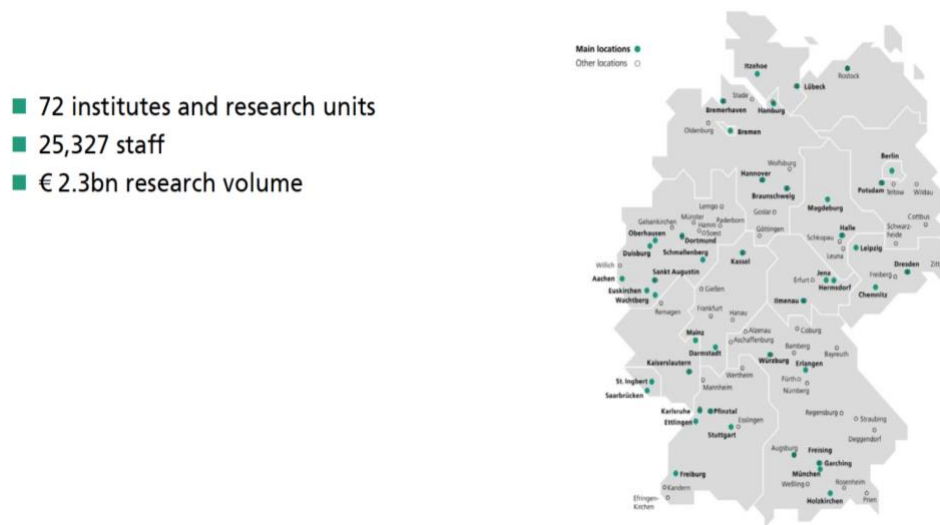 72 institutes and research units
25,327 staff
€ 2.3bn research volume
Main locations
Other locations
Itzehoe
Rostock
Lübeck
Stade
Bremerhaven
Hamburg
Oldenburg
Bremen
Berlin
Wolfsburg
Hannover
Potsdam
Teltow
Wildau
Braunschweig
Magdeburg
Lemgo
Goslar
Cottbus
Münster
Paderborn
Gelsenkirchen
Hamm
Soest
Göttingen
Halle
Schwarz-
heide
Oberhausen
Dortmund
Schkopau
Leipzig
Duisburg
Schmallenberg
Kassel
Leuna
Dresden
Zitt
Willich
Sankt Augustin
Jena
Freiberg
Aachen
Erfurt
Euskirchen
Gießen
Hermsdorf
Chemnitz
Wachtberg
Ilmenau
Remagen
Frankfurt
Hanau
Mainz
Alzenau
Coburg
Aschaffenburg
Darmstadt
Bamberg
Bayreuth
Kaiserslautern
Würzburg
Erlangen
Wertheim
St. Ingbert
Mannheim
Fürth
Saarbrücken
Nürnberg
Karlsruhe
Pfinztal
Regensburg
Straubing
Ettlingen
Esslingen
Stuttgart
Deggendorf
Augsburg
Freising
Garching
Freiburg
München
Kandern
Weßling
Rosenheim
Efringen-
Kirchen
Holzkirchen
Prien